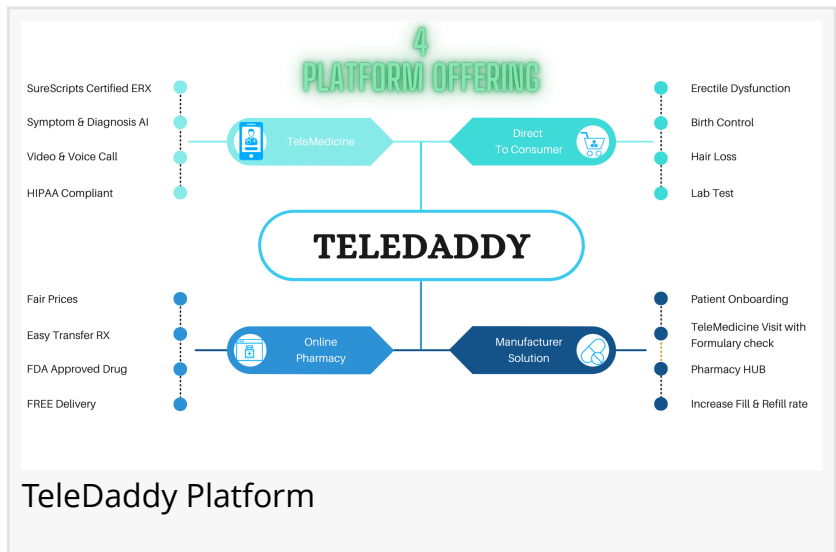 4
PLATFORM OFFERING
SureScripts Certified ERX
Symptom & Diagnosis AI
Video & Voice Call
HIPAA Compliant
TeleMedicine
Direct
To Consumer
Erectile Dysfunction
Birth Control
Hair Loss
Lab Test
TELEDADDY
Fair Prices
Easy Transfer RX
FDA Approved Drug
FREE Delivery
Online
Pharmacy
Manufacturer
Solution
Patient Onboarding
TeleMedicine Visit with
Formulary check
Pharmacy HUB
Increase Fill & Refill rate
TeleDaddy Platform